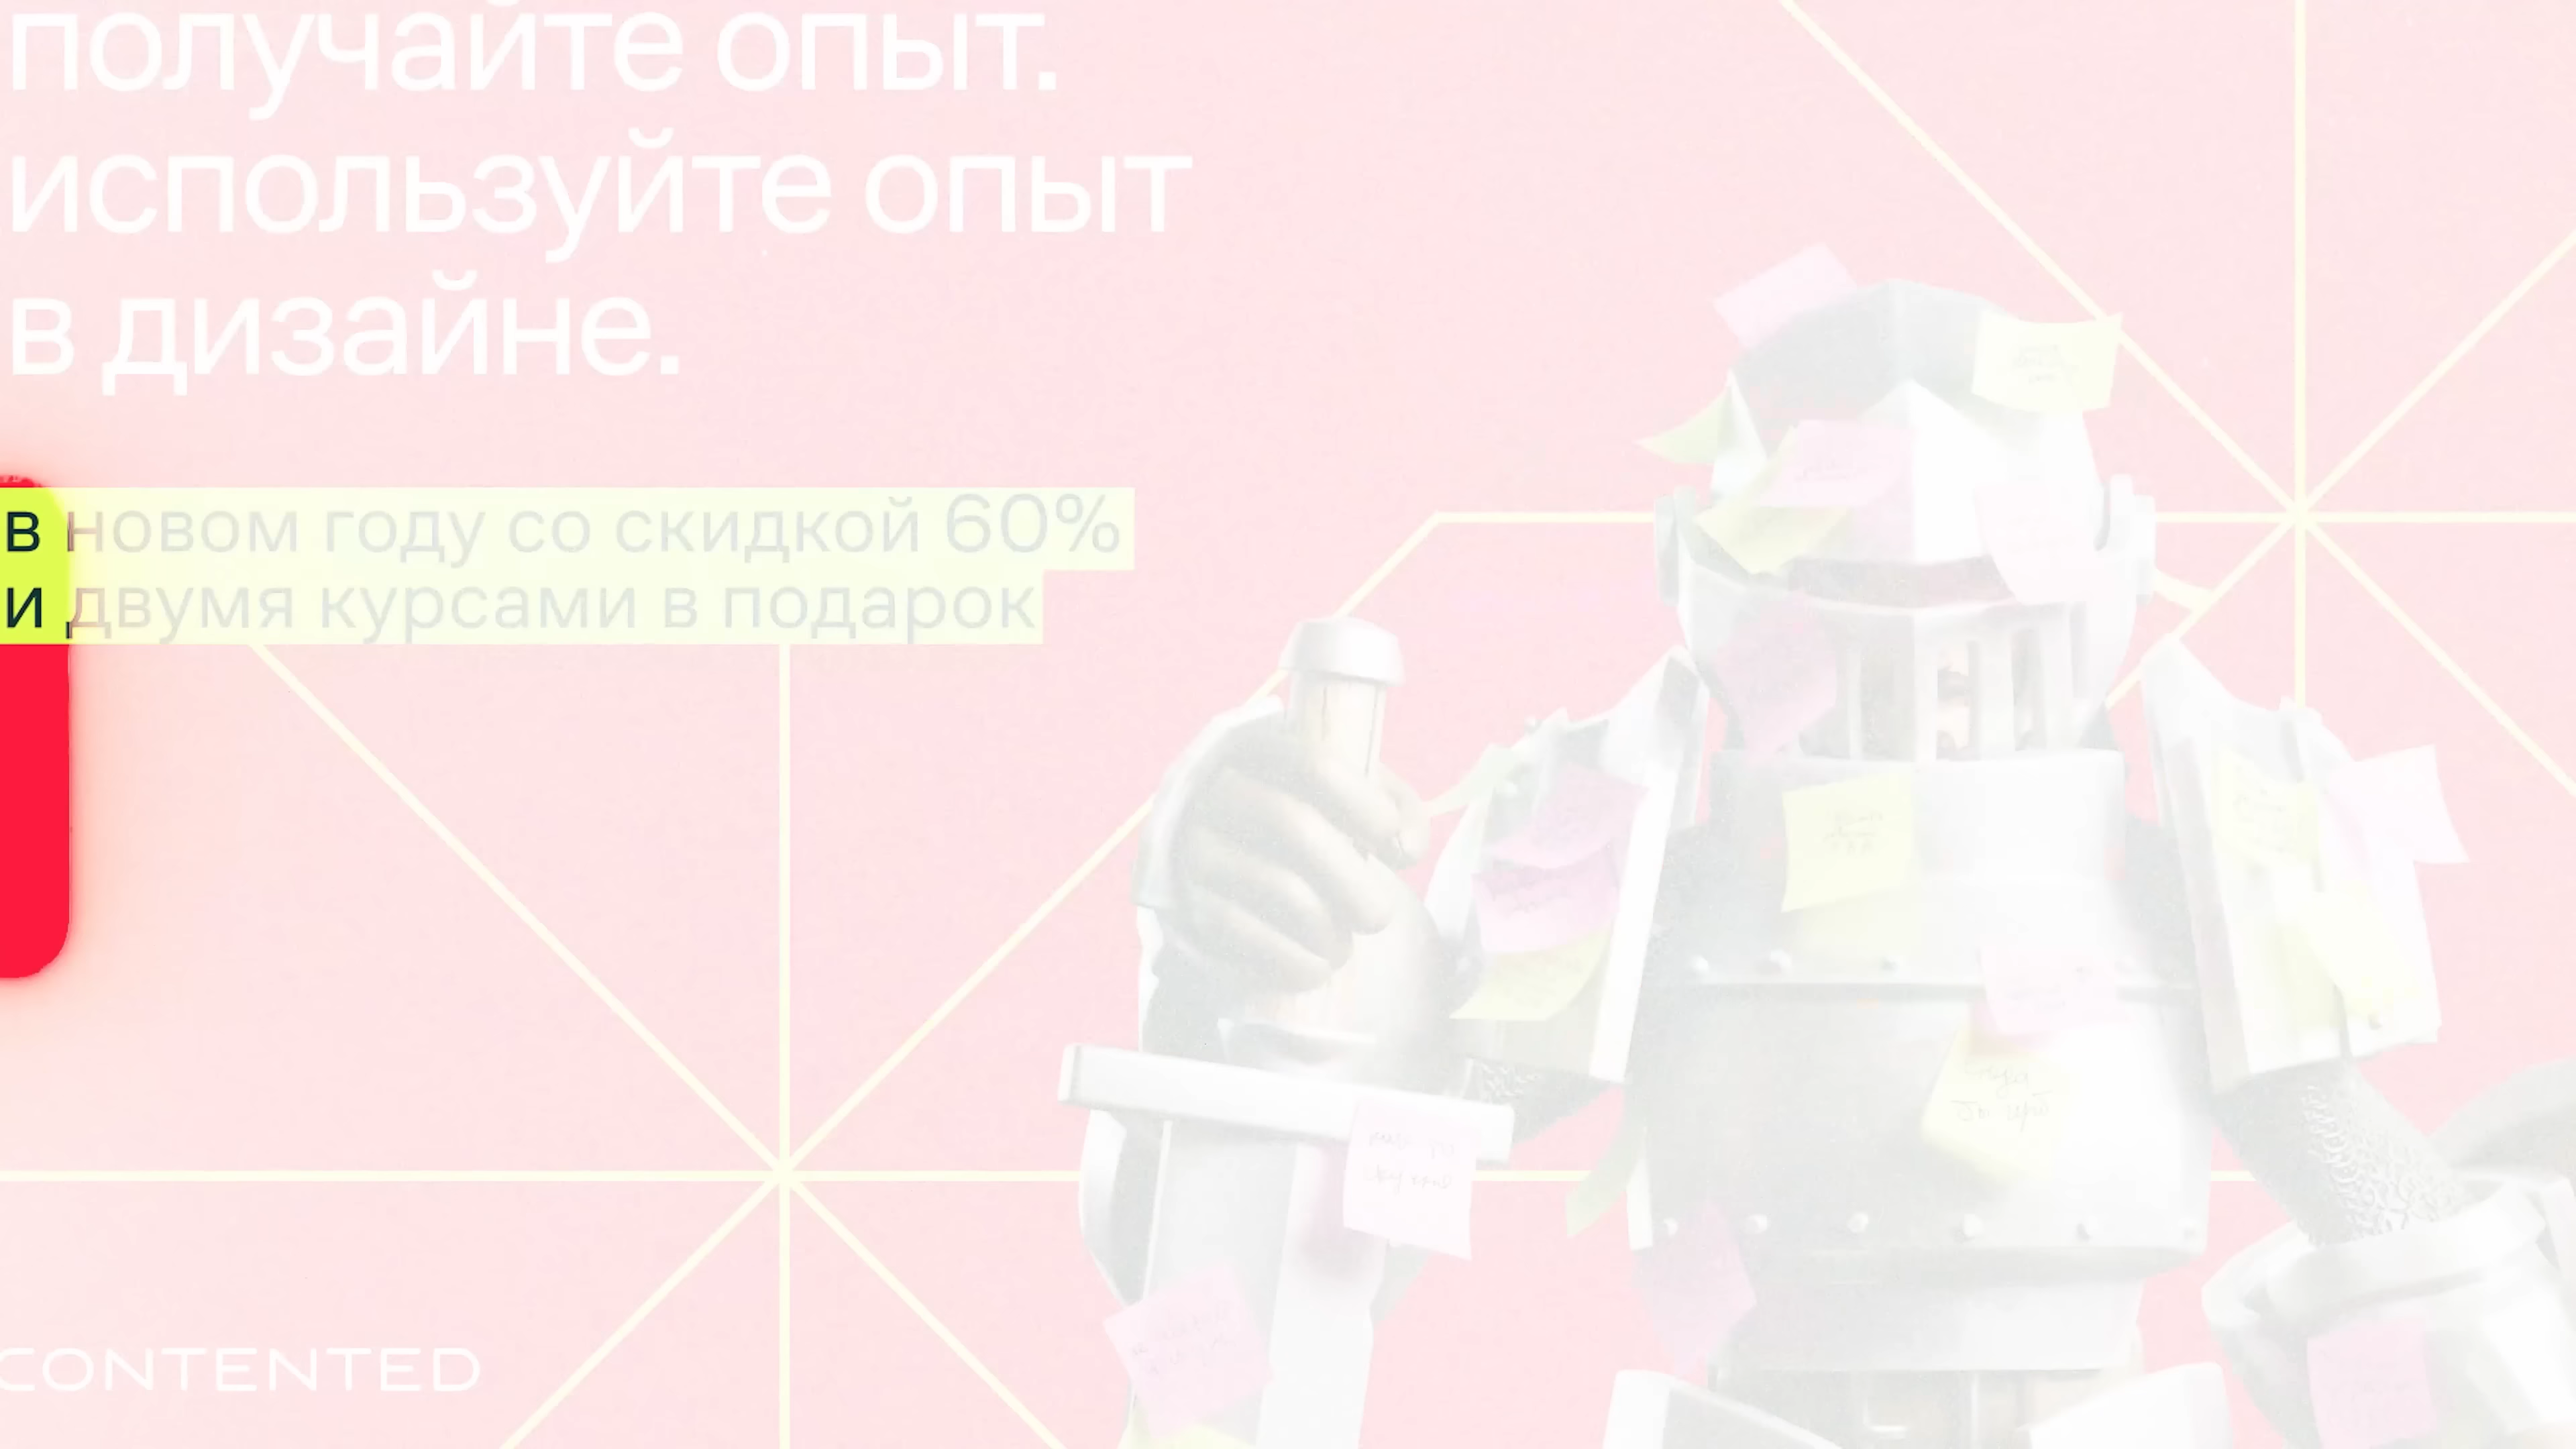 получайте опыт.
используйте опыт
в дизайне.
в новом году со скидкой 60%
и двумя курсами в подарок
CONTENTED